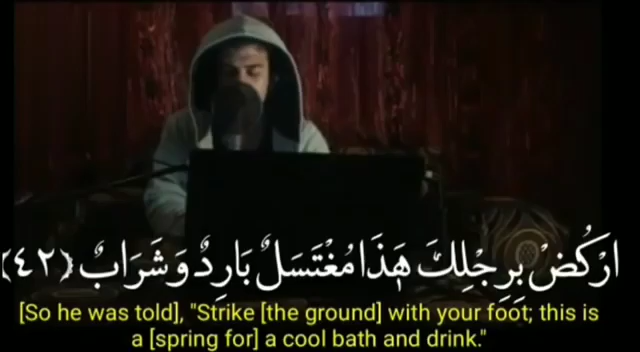 ارْكُضْ بِرِجْلِكَ هَٰذَا مُغْتَسَلٌ بَارِدٌ وَشَرَابٌ (٤٢)
[So he was told], "Strike [the ground] with your foot; this is
a [spring for] a cool bath and drink."